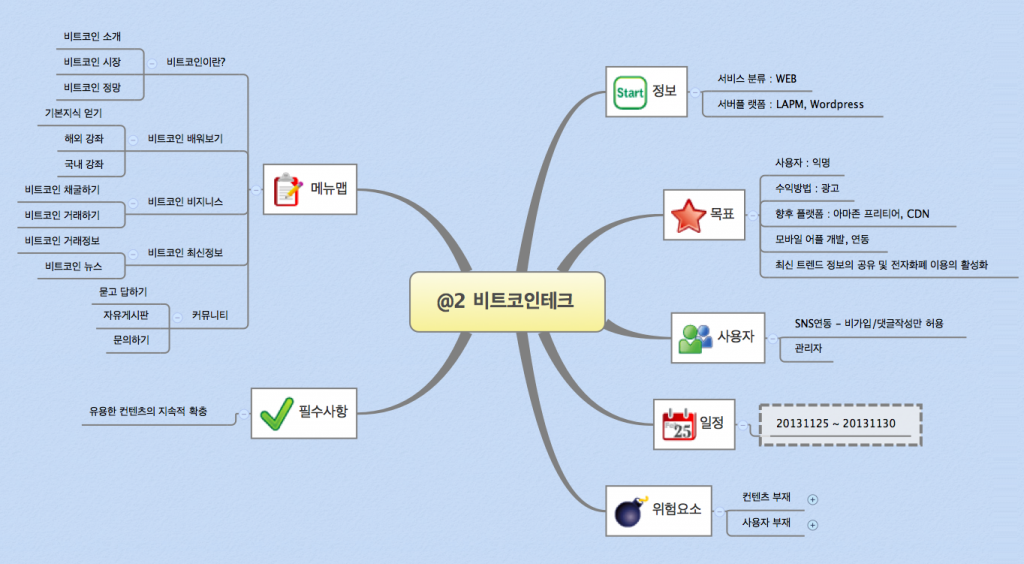 @2 비트코인테크
정보
서비스 분류 : WEB
서버플 랫폼 : LAPM, Wordpress
목표
사용자 : 익명
수익방법 : 광고
향후 플랫폼 : 아마존 프리티어, CDN
모바일 어플 개발, 연동
최신 트렌드 정보의 공유 및 전자화폐 이용의 활성화
사용자
SNS연동 – 비가입/댓글작성만 허용
관리자
일정
20131125 ~ 20131130
위험요소
컨텐츠 부재
사용자 부재
메뉴맵
비트코인이란?
비트코인 소개
비트코인 시장
비트코인 정망
비트코인 배워보기
기본지식 얻기
해외 강좌
국내 강좌
비트코인 비지니스
비트코인 채굴하기
비트코인 거래하기
비트코인 최신정보
비트코인 거래정보
비트코인 뉴스
커뮤니티
묻고 답하기
자유게시판
문의하기
필수사항
유용한 컨텐츠의 지속적 확충
Start
25